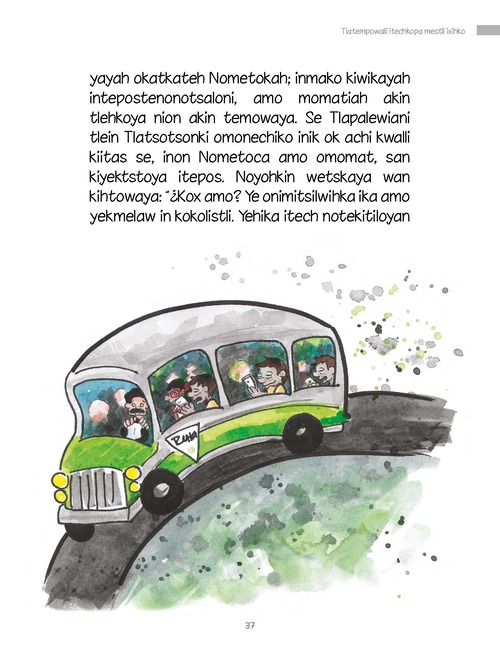 Tlatempowalli itechkopa mestli ixihko
yayah okatkateh Nometokah; inmako kiwikayah
intepostenonotsaloni, amo momatiah akin
tlehkoya nion akin temowaya. Se Tlapalewiani
tlein Tlatsotsonki omonechiko inik ok achi kwalli
kiitas se, inon Nometoca amo omomat, san
kiyektstoya itepos. Noyohkin wetskaya wan
kihtowaya: “¿Kox amo? Ye onimitsilwihka ika amo
yekmelaw in kokolistli. Yehika itech notekitiloyan
RUTA
37